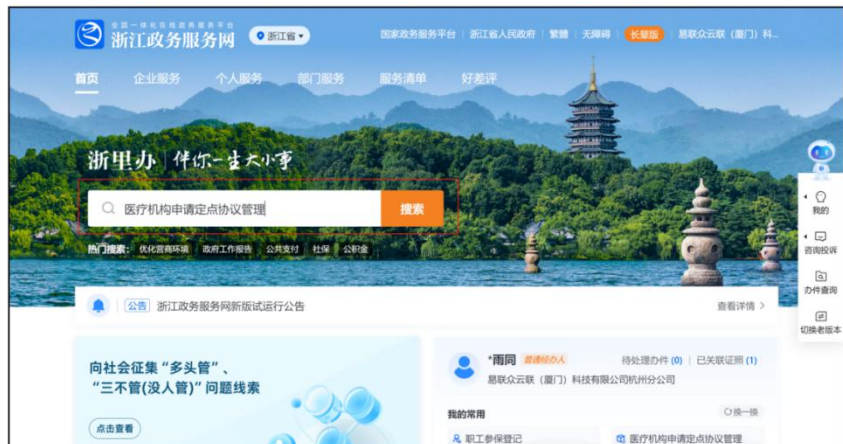 全国一体化在线政务服务平台
浙江政务服务网
浙江省
国家政务服务平台 浙江省人民政府 繁體 无障碍 长辈版 易联众云联（厦门）科...
首页 企业服务 个人服务 部门服务 服务清单 好差评
浙里办 伴你一生大小事
医疗机构申请定点协议管理
搜索
热门搜索: 优化营商环境 政府工作报告 公共支付 社保 公积金
我的
咨询投诉
办件查询
切换老版本
公告 浙江政务服务网新版试运行公告 查看详情
向社会征集“多头管”、
“三不管(没人管)”问题线索
点击查看
*雨同 普通经办人 待处理办件 (0) 已关联证照 (1)
易联众云联（厦门）科技有限公司杭州分公司
我的常用 换一换
职工参保登记 医疗机构申请定点协议管理